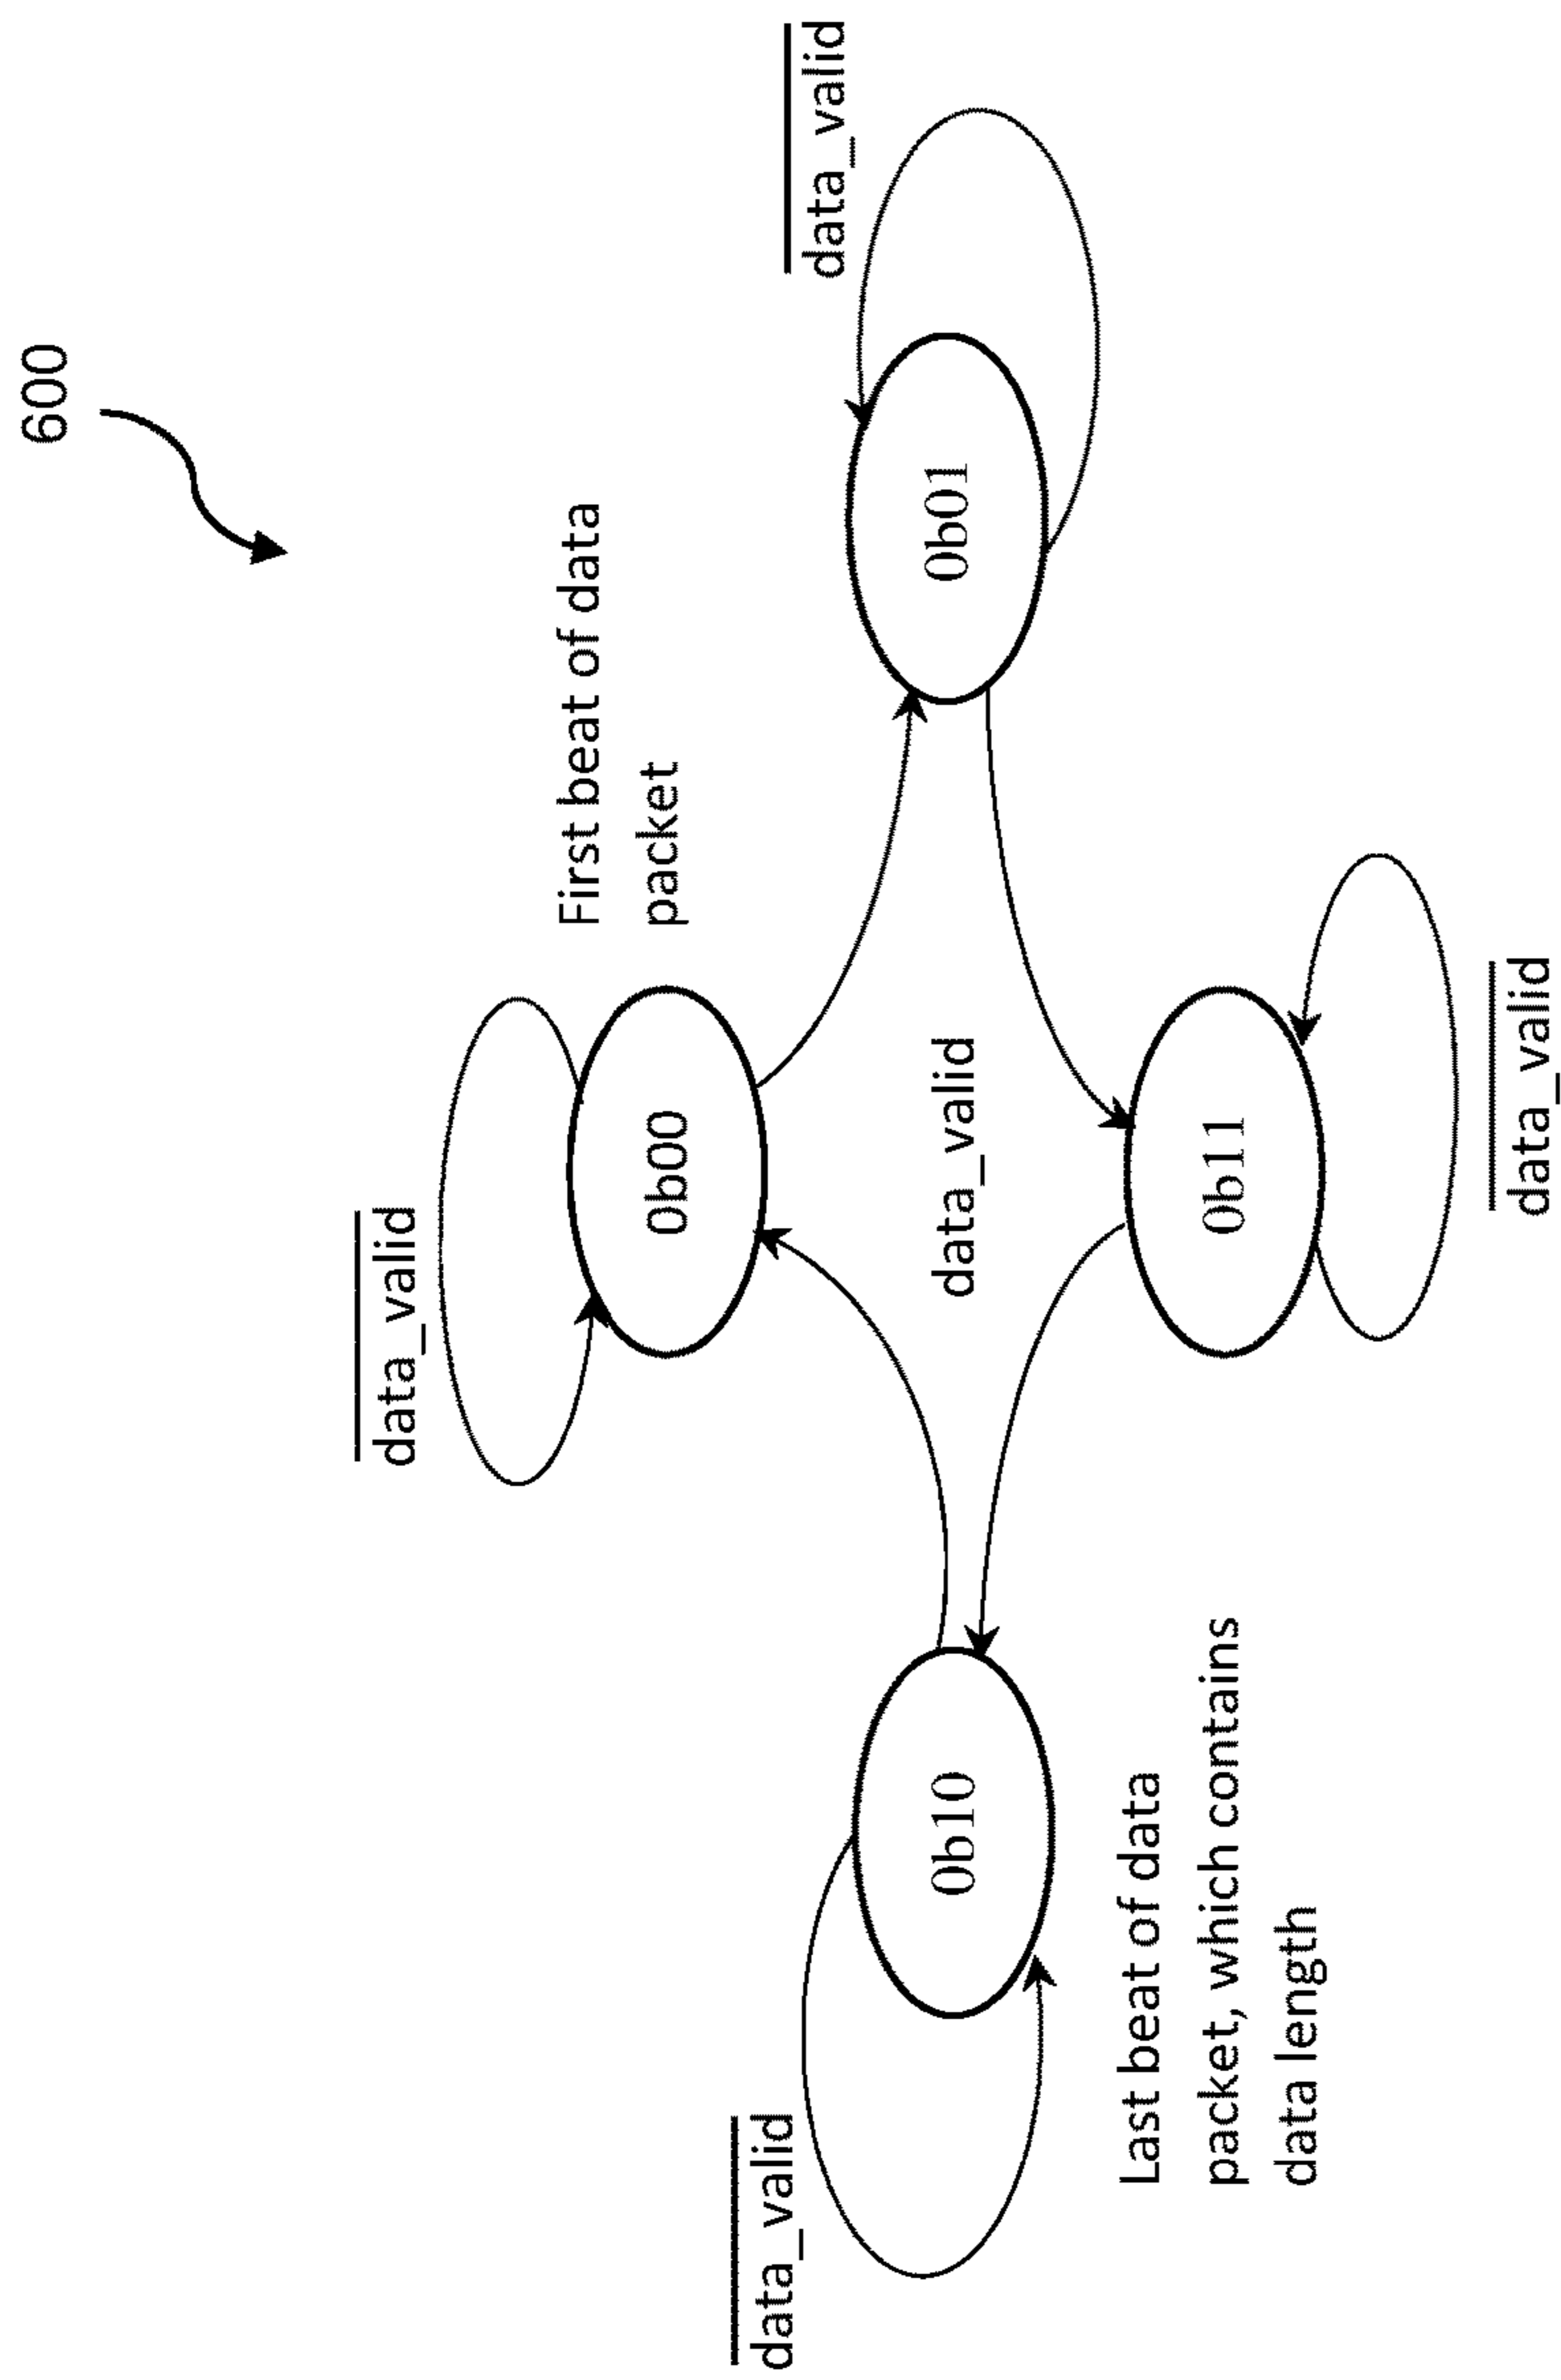 600
data_valid
0b00
First beat of data
packet
data_valid
0b10
data_valid
0b01
data_valid
Last beat of data
packet, which contains
data length
0b11
data_valid